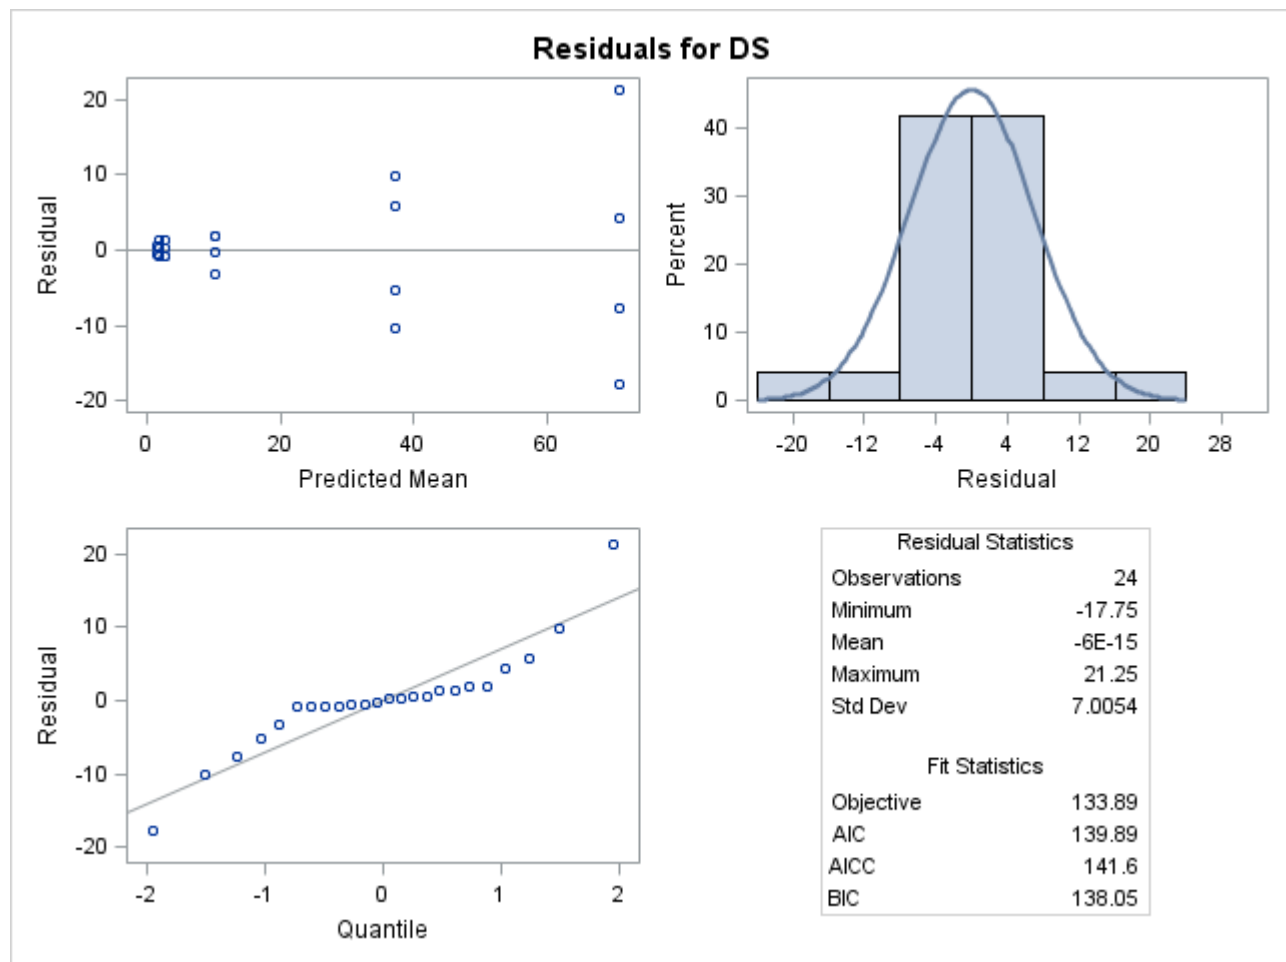 Residuals for DS
20
10
0
-10
-20
Residual
0 20 40 60
Predicted Mean
40
30
20
10
0
Percent
-20 -12 -4 4 12 20 28
Residual
20
10
0
-10
-20
Residual
-2 -1 0 1 2
Quantile
Residual Statistics
Observations 24
Minimum -17.75
Mean -6E-15
Maximum 21.25
Std Dev 7.0054
Fit Statistics
Objective 133.89
AIC 139.89
AICC 141.6
BIC 138.05